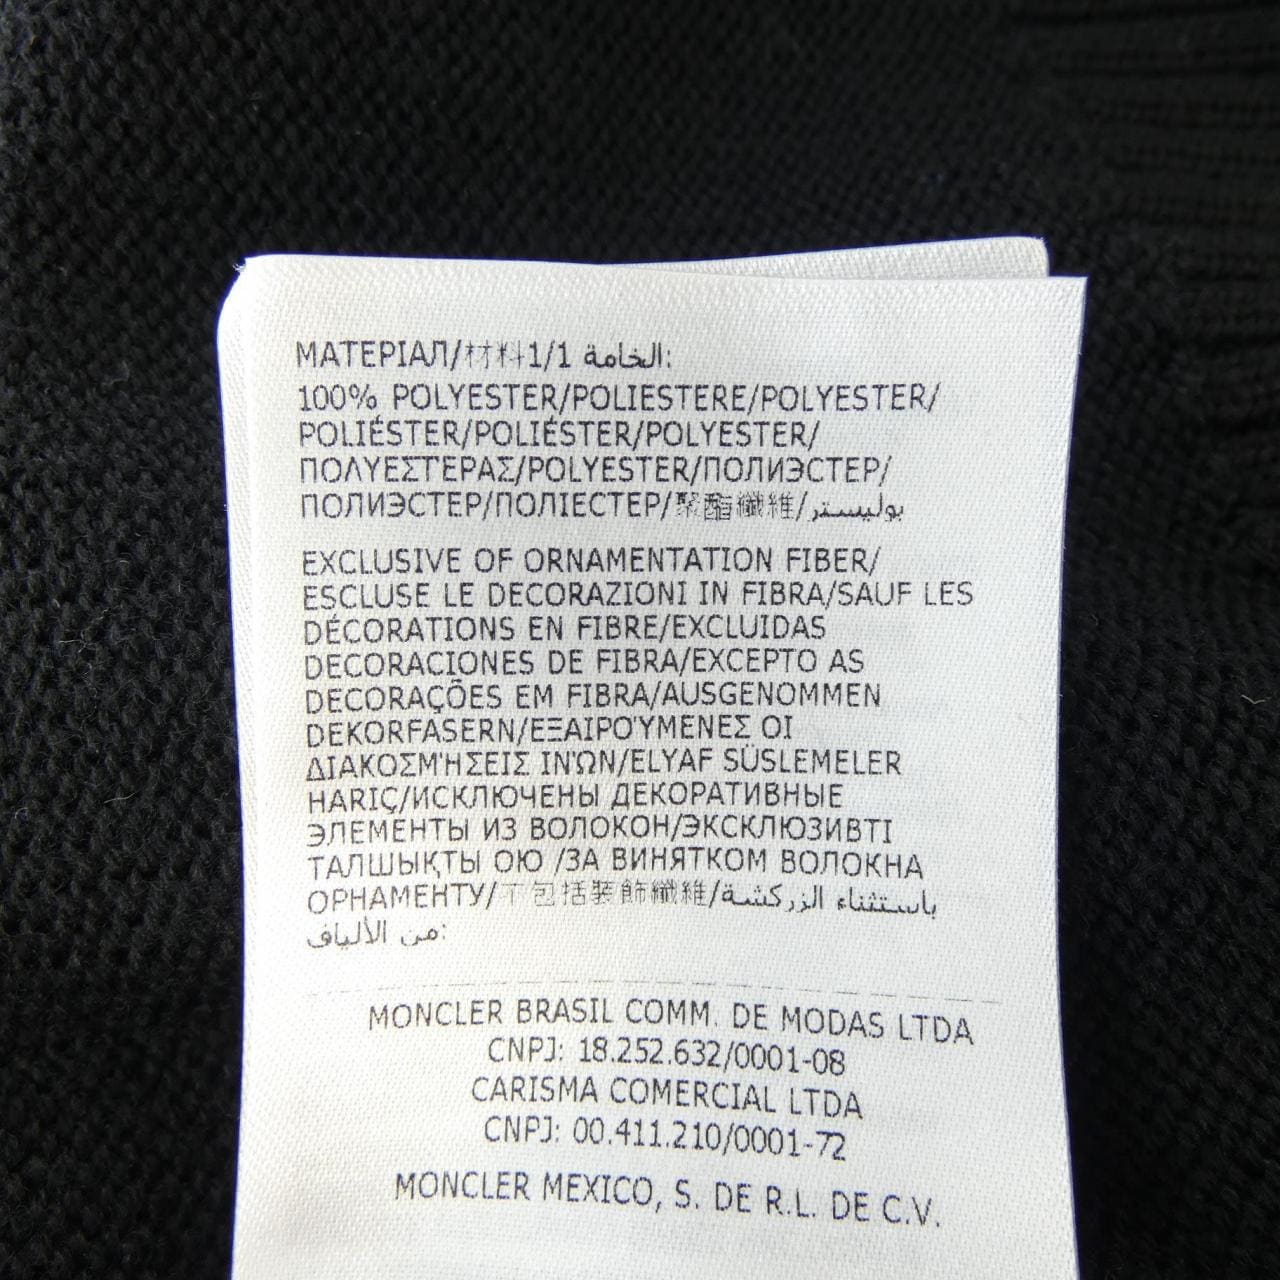 МАТЕРІАЛ/材料1/1 الخامة:
100% POLYESTER/POLIESTERE/POLYESTER/
POLIÉSTER/POLIÉSTER/POLYESTER/
ΠΟΛΥΕΣΤΕΡΑΣ/POLYESTER/ПОЛИЭСТЕР/
ПОЛИЭСТЕР/ПОЛІЕСТЕР/聚酯纖維/بوليستر
EXCLUSIVE OF ORNAMENTATION FIBER/
ESCLUSE LE DECORAZIONI IN FIBRA/SAUF LES
DÉCORATIONS EN FIBRE/EXCLUIDAS
DECORACIONES DE FIBRA/EXCEPTO AS
DECORAÇÕES EM FIBRA/AUSGENOMMEN
DEKORFASERN/ΕΞΑΙΡΟΎΜΕΝΕΣ ΟΙ
ΔΙΑΚΟΣΜΉΣΕΙΣ ΙΝΏΝ/ELYAF SÜSLEMELER
HARIÇ/ИСКЛЮЧЕНЫ ДЕКОРАТИВНЫЕ
ЭЛЕМЕНТЫ ИЗ ВОЛОКОН/ЭКСКЛЮЗИВТІ
ТАЛШЫҚТЫ ОЮ /ЗА ВИНЯТКОМ ВОЛОКНА
ОРНАМЕНТУ/不包括裝飾纖維/باستثناء الزركشة
من الألياف:
MONCLER BRASIL COMM. DE MODAS LTDA
CNPJ: 18.252.632/0001-08
CARISMA COMERCIAL LTDA
CNPJ: 00.411.210/0001-72
MONCLER MEXICO, S. DE R.L. DE C.V.